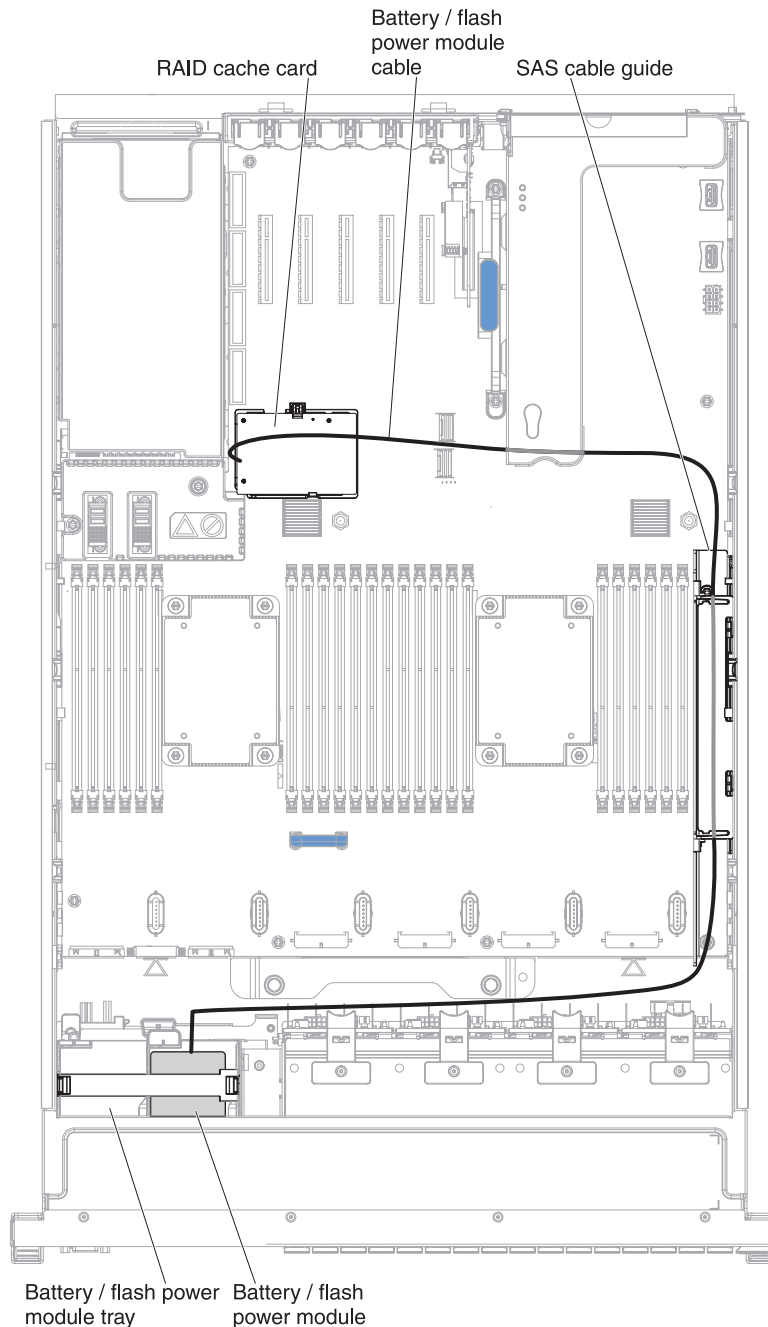 Battery / flash
power module
cable
RAID cache card
SAS cable guide
Battery / flash power
module tray
Battery / flash
power module